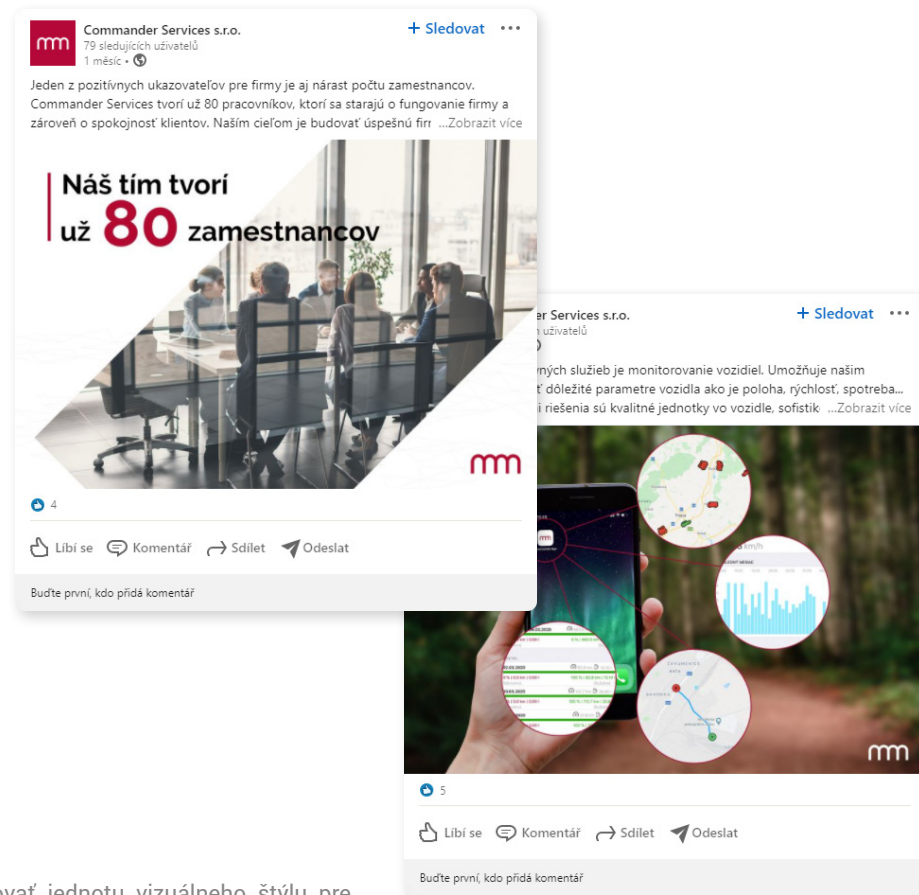 Commander Services s.r.o.
+ Sledovat
79 sledujících uživatelů
1 měsíc •
Jeden z pozitívnych ukazovateľov pre firmy je aj nárast počtu zamestnancov.
Commander Services tvorí už 80 pracovníkov, ktorí sa starajú o fungovanie firmy a
zároveň o spokojnosť klientov. Naším cieľom je budovať úspešnú firr ...Zobrazit více
Náš tím tvorí
už 80 zamestnancov
mm
4
Líbí se Komentář Sdílet Odeslat
Buďte první, kdo přidá komentář
er Services s.r.o.
+ Sledovat
uživatelů
ných služieb je monitorovanie vozidiel. Umožňuje našim
ť dôležité parametre vozidla ako je poloha, rýchlosť, spotreba...
i riešenia sú kvalitné jednotky vo vozidle, sofistik ...Zobrazit více
km/h
mm
5
Líbí se Komentář Sdílet Odeslat
Buďte první, kdo přidá komentář
ovať jednotu vizuálneho štýlu pre